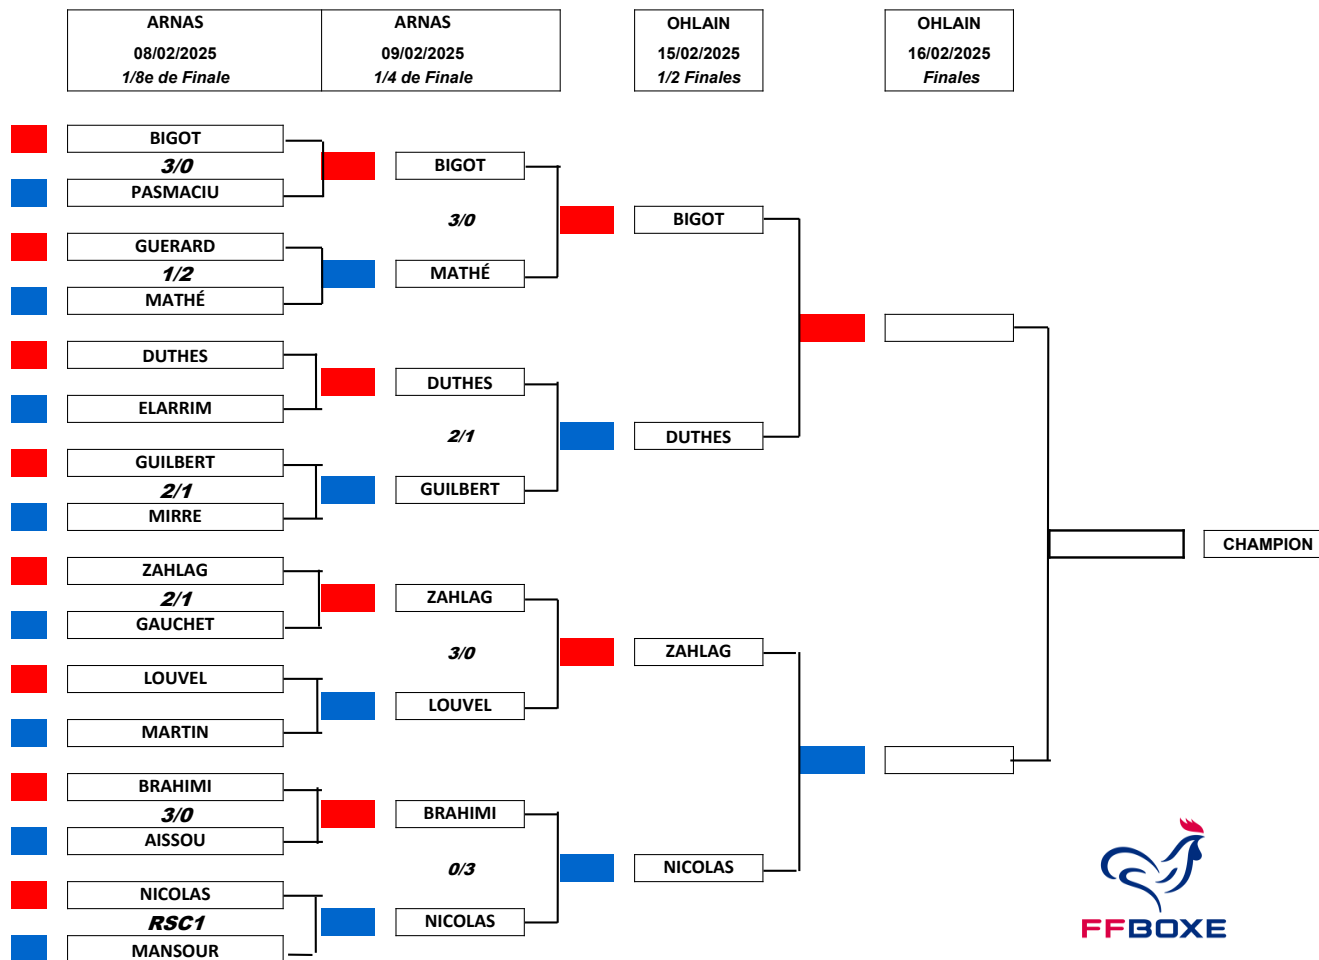 ARNAS
08/02/2025
1/8e de Finale
ARNAS
09/02/2025
1/4 de Finale
OHLAIN
15/02/2025
1/2 Finales
OHLAIN
16/02/2025
Finales
BIGOT
3/0
PASMACIU
GUERARD
1/2
MATHÉ
DUTHES
ELARRIM
GUILBERT
2/1
MIRRE
ZAHLAG
2/1
GAUCHET
LOUVEL
MARTIN
BRAHIMI
3/0
AISSOU
NICOLAS
RSC1
MANSOUR
BIGOT
3/0
MATHÉ
DUTHES
2/1
GUILBERT
ZAHLAG
3/0
LOUVEL
BRAHIMI
0/3
NICOLAS
BIGOT
DUTHES
ZAHLAG
NICOLAS
CHAMPION
FFBOXE